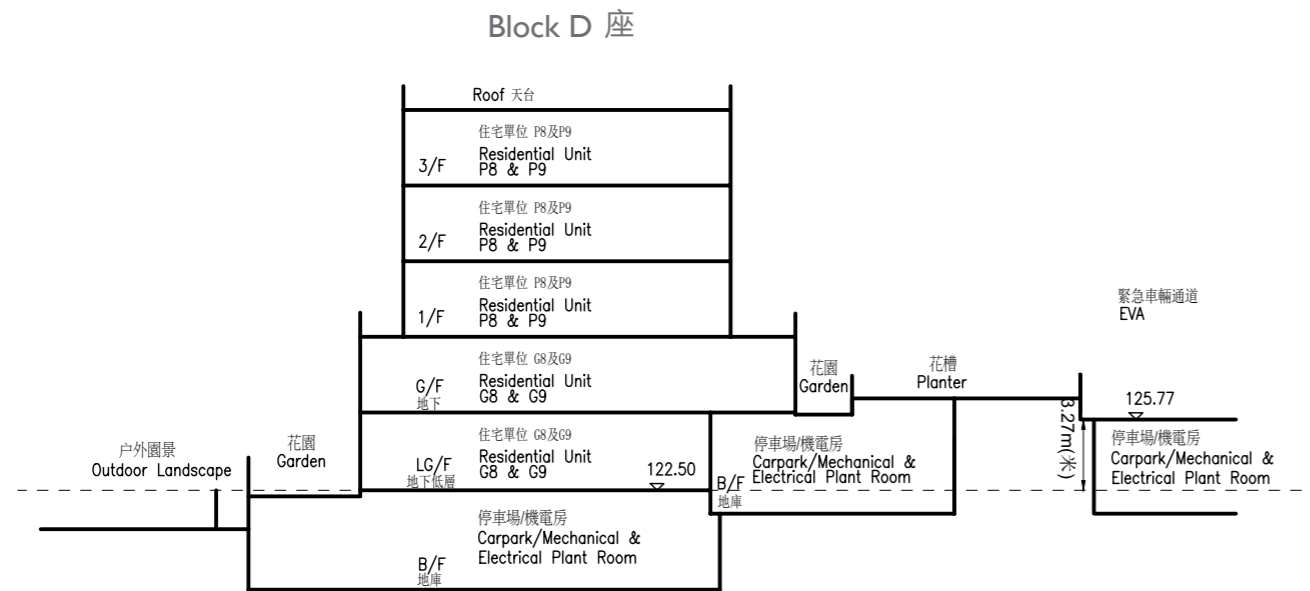 Block D 座
Roof 天台
住宅單位 P8及P9
Residential Unit
3/F
P8 & P9
住宅單位 P8及P9
Residential Unit
2/F
P8 & P9
住宅單位 P8及P9
Residential Unit
1/F
P8 & P9
緊急車輛通道
EVA
住宅單位 G8及G9
Residential Unit
G/F
G8 & G9
地下
花園
Garden
花槽
Planter
125.77
3.27m(米)
户外園景
Outdoor Landscape
花園
Garden
住宅單位 G8及G9
Residential Unit
LG/F
G8 & G9
地下低層
122.50
停車場/機電房
Carpark/Mechanical &
Electrical Plant Room
B/F
地庫
停車場/機電房
Carpark/Mechanical &
Electrical Plant Room
停車場/機電房
Carpark/Mechanical &
Electrical Plant Room
B/F
地庫